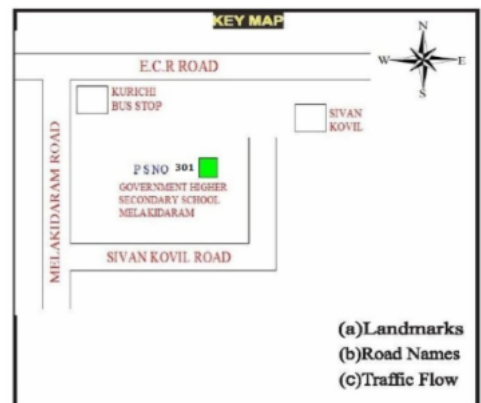 KEY MAP
N
W
E
S
E.C.R ROAD
KURICHI
BUS STOP
SIVAN
KOVIL
MELAKIDARAM ROAD
P S NO 301
GOVERNMENT HIGHER
SECONDARY SCHOOL
MELAKIDARAM
SIVAN KOVIL ROAD
(a)Landmarks
(b)Road Names
(c)Traffic Flow